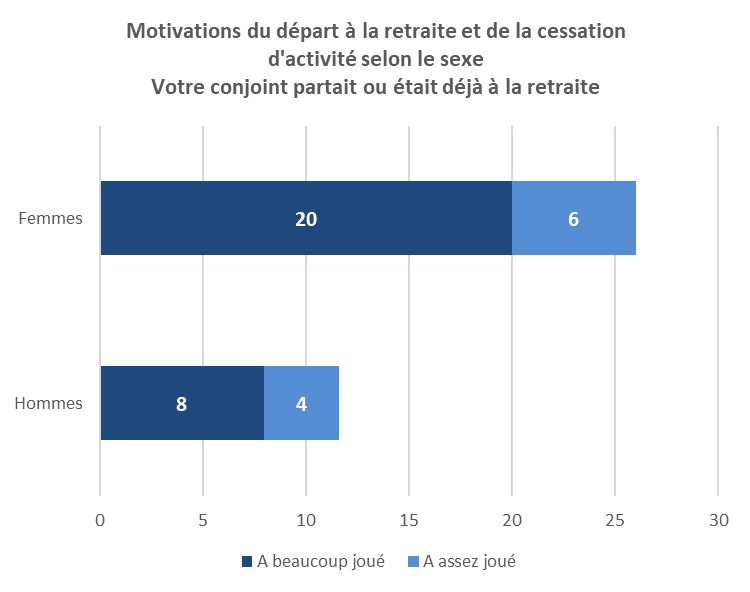 Motivations du départ à la retraite et de la cessation
d'activité selon le sexe
Votre conjoint partait ou était déjà à la retraite
Femmes
20
6
Hommes
8
4
0 5 10 15 20 25 30
A beaucoup joué A assez joué